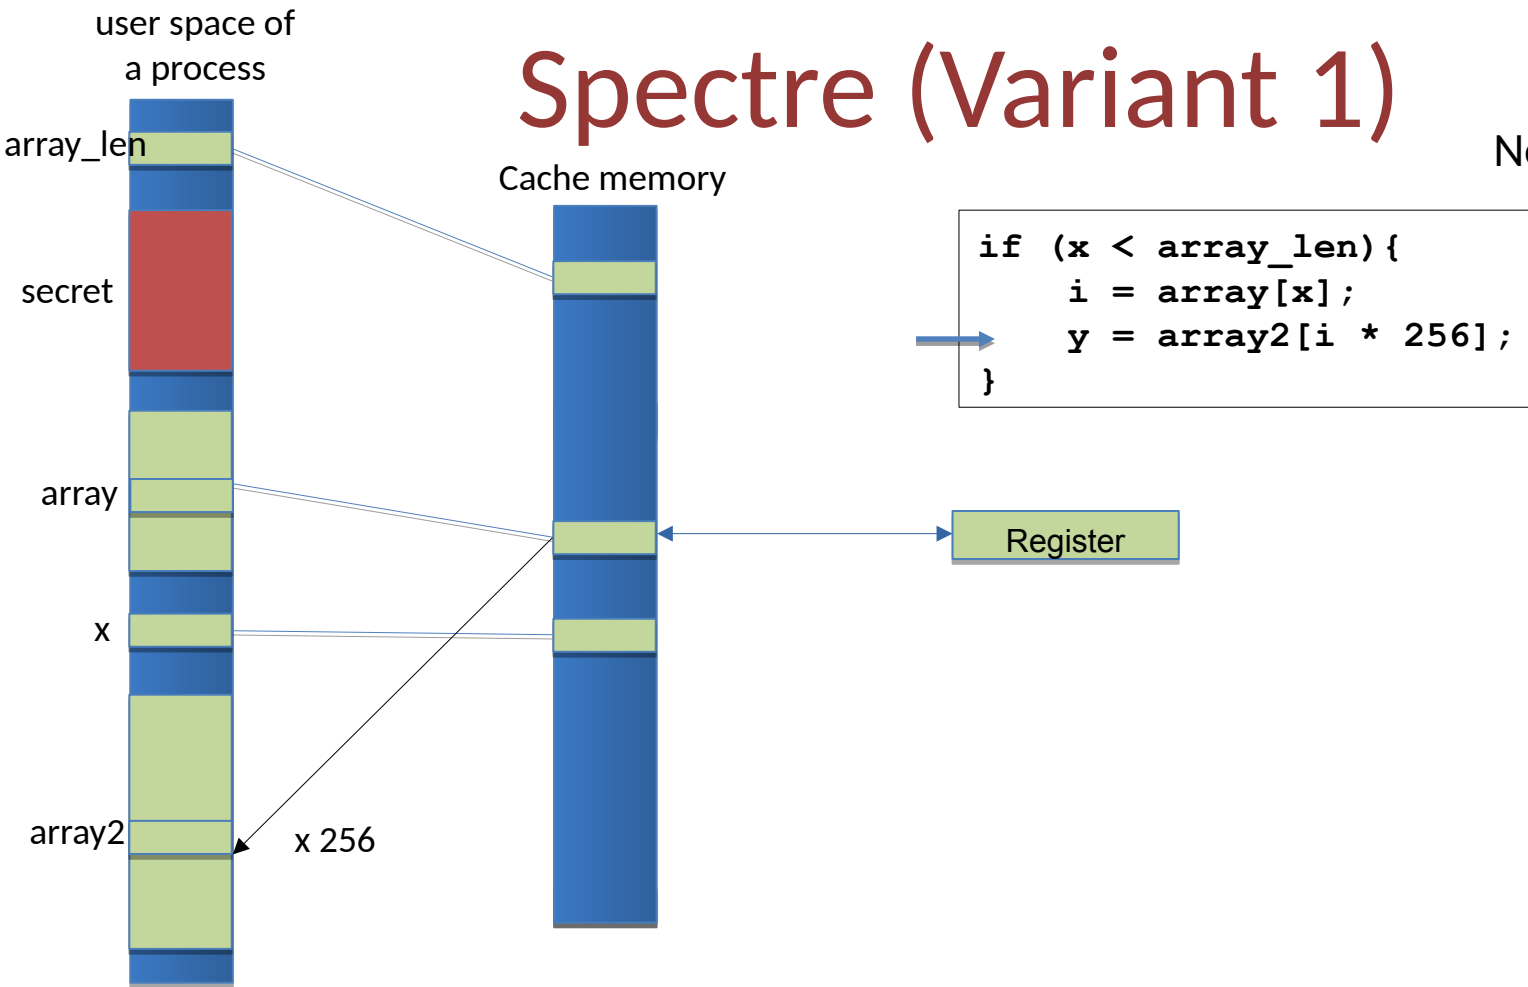 user space of
a process
Spectre (Variant 1)
array_len
Cache memory
if (x < array_len){
i = array[x];
y = array2[i * 256];
}
secret
array
Register
x
array2
x 256